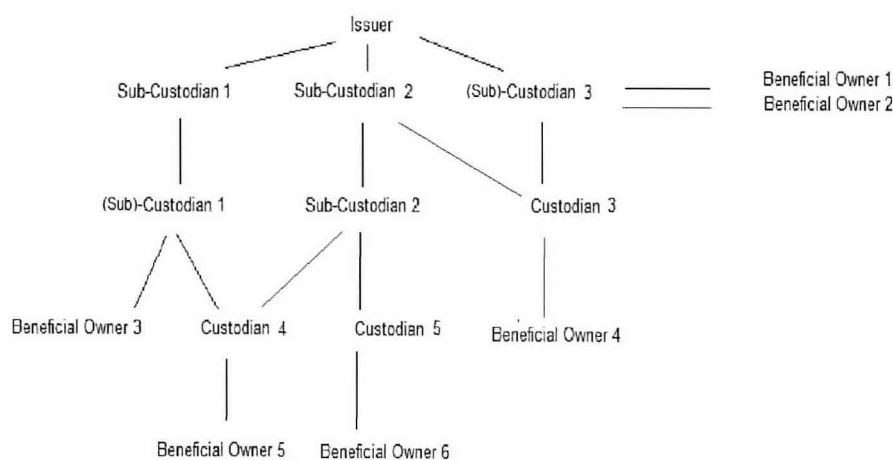 Issuer
Sub-Custodian 1
Sub-Custodian 2
(Sub)-Custodian 3
Beneficial Owner 1
Beneficial Owner 2
(Sub)-Custodian 1
Sub-Custodian 2
Custodian 3
Beneficial Owner 3
Custodian 4
Custodian 5
Beneficial Owner 4
Beneficial Owner 5
Beneficial Owner 6